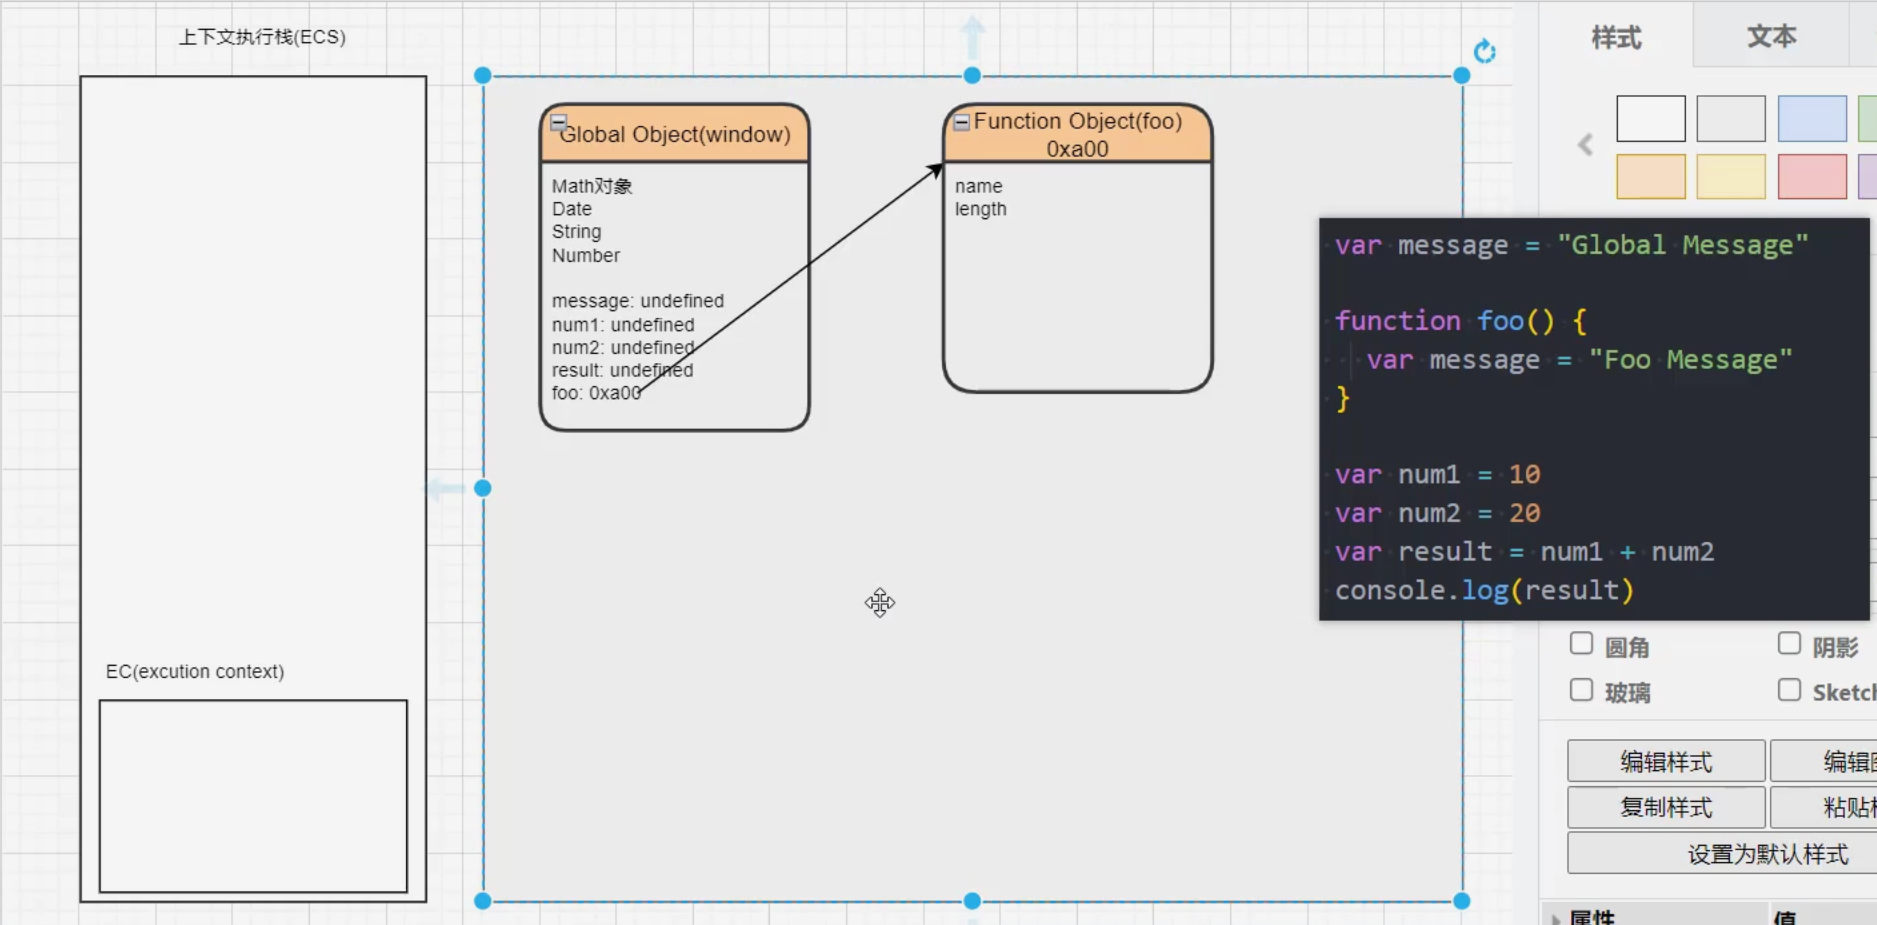 上下文执行栈(ECS)
EC(excution context)
Global Object(window)
Math对象
Date
String
Number
message: undefined
num1: undefined
num2: undefined
result: undefined
foo: 0xa00
Function Object(foo)
0xa00
name
length
var message = "Global Message"
function foo() {
var message = "Foo Message"
}
var num1 = 10
var num2 = 20
var result = num1 + num2
console.log(result)
样式
文本
圆角
阴影
玻璃
Sketch
编辑样式
编辑
复制样式
粘贴
设置为默认样式
属性
值